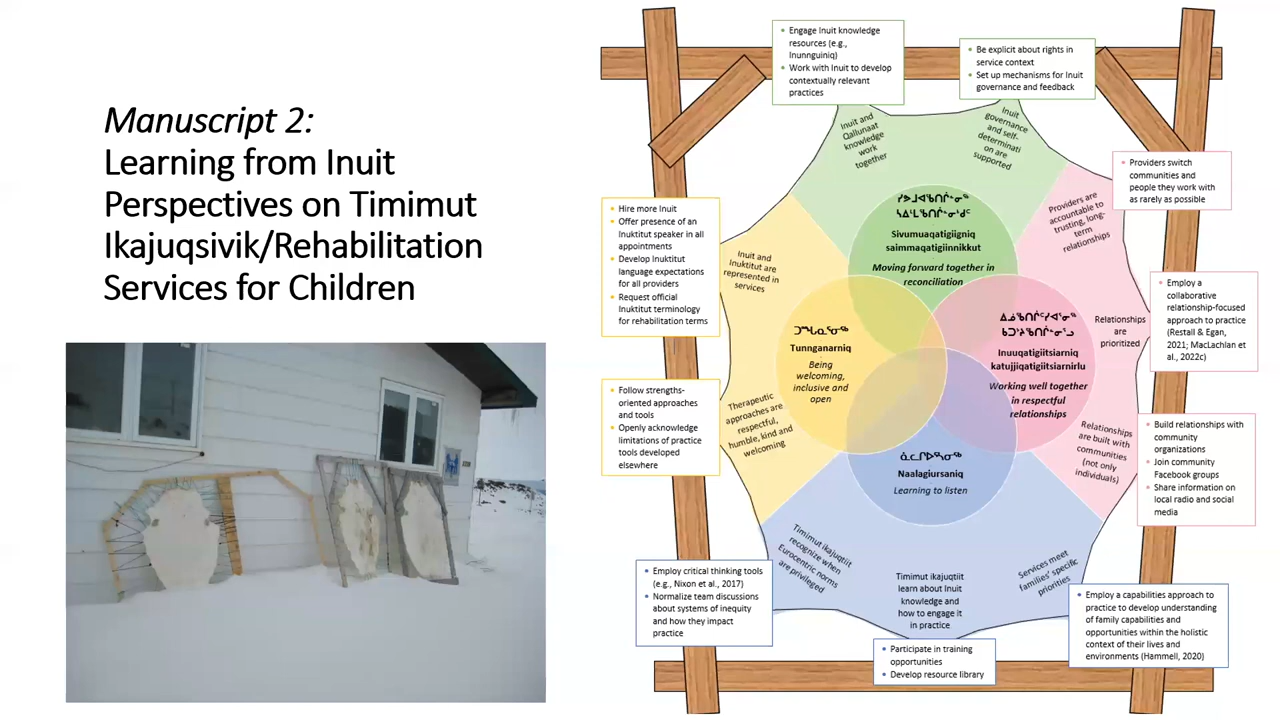 Manuscript 2:
Learning from Inuit
Perspectives on Timimut
Ikajuqsivik/Rehabilitation
Services for Children
• Engage Inuit knowledge
resources (e.g.,
Inunnguiniq)
• Work with Inuit to develop
contextually relevant
practices
• Be explicit about rights in
service context
• Set up mechanisms for Inuit
governance and feedback
• Providers switch
communities and
people they work with
as rarely as possible
• Employ a
collaborative
relationship-focused
approach to practice
(Restall & Egan,
2021; MacLachlan et
al., 2022c)
• Build relationships with
community
organizations
• Join community
Facebook groups
• Share information on
local radio and social
media
• Employ a capabilities approach to
practice to develop understanding
of family capabilities and
opportunities within the holistic
context of their lives and
environments (Hammell, 2020)
• Participate in training
opportunities
• Develop resource library
• Employ critical thinking tools
(e.g., Nixon et al., 2017)
• Normalize team discussions
about systems of inequity
and how they impact
practice
• Follow strengths-
oriented approaches
and tools
• Openly acknowledge
limitations of practice
tools developed
elsewhere
• Hire more Inuit
• Offer presence of an
Inuktitut speaker in all
appointments
• Develop Inuktitut
language expectations
for all providers
• Request official
Inuktitut terminology
for rehabilitation terms
Inuit and
Qallunaat
knowledge
work
together
Inuit
governance
and self-
determinati
on are
supported
Providers are
accountable to
trusting, long-
term
relationships
Relationships
are
prioritized
Relationships
are built with
communities
(not only
individuals)
Services meet
families' specific
priorities
Timimut ikajuqtiit
learn about Inuit
knowledge and
how to engage it
in practice
Timimut ikajuqtiit
recognize when
Eurocentric norms
are privileged
Therapeutic
approaches are
respectful,
humble, kind and
welcoming
Inuit and
Inuktitut are
represented in
services
Sivumuaqatigiigniq
saimmaqatigiinnikkut
Moving forward together in
reconciliation
ᑐᙵᓇᕐᓂᖅ
Tunnganarniq
Being
welcoming,
inclusive and
open
Inuuqatigiitsiarniq
katujjiqatigiitsiarnirlu
Working well together
in respectful
relationships
Naalagiursaniq
Learning to listen